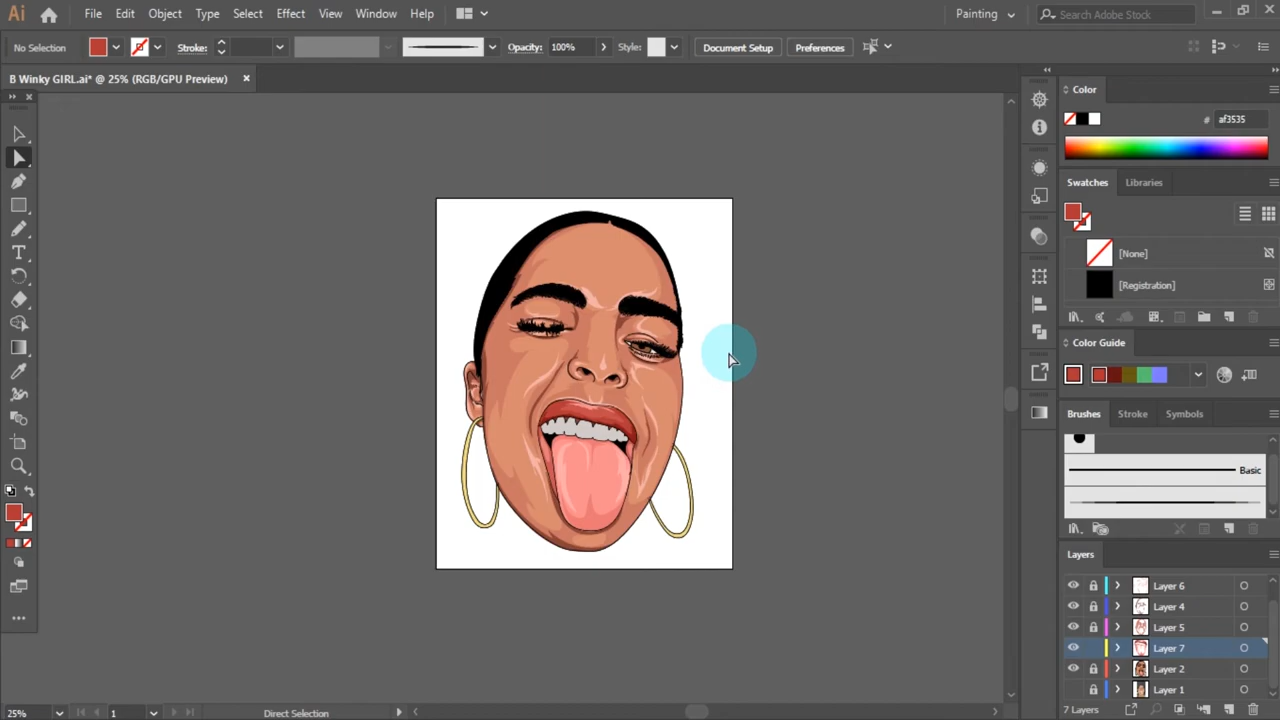 Ai File Edit Object Type Select Effect View Window Help Painting Search Adobe Stock
No Selection Stroke: Opacity: 100% Style: Document Setup Preferences
B Winky GIRL.ai* @ 25% (RGB/GPU Preview)
Color
# af3535
Swatches Libraries
[None]
[Registration]
Color Guide
Brushes Stroke Symbols
Basic
Layers
Layer 6
Layer 4
Layer 5
Layer 7
Layer 2
Layer 1
7 Layers
25% 1 Direct Selection